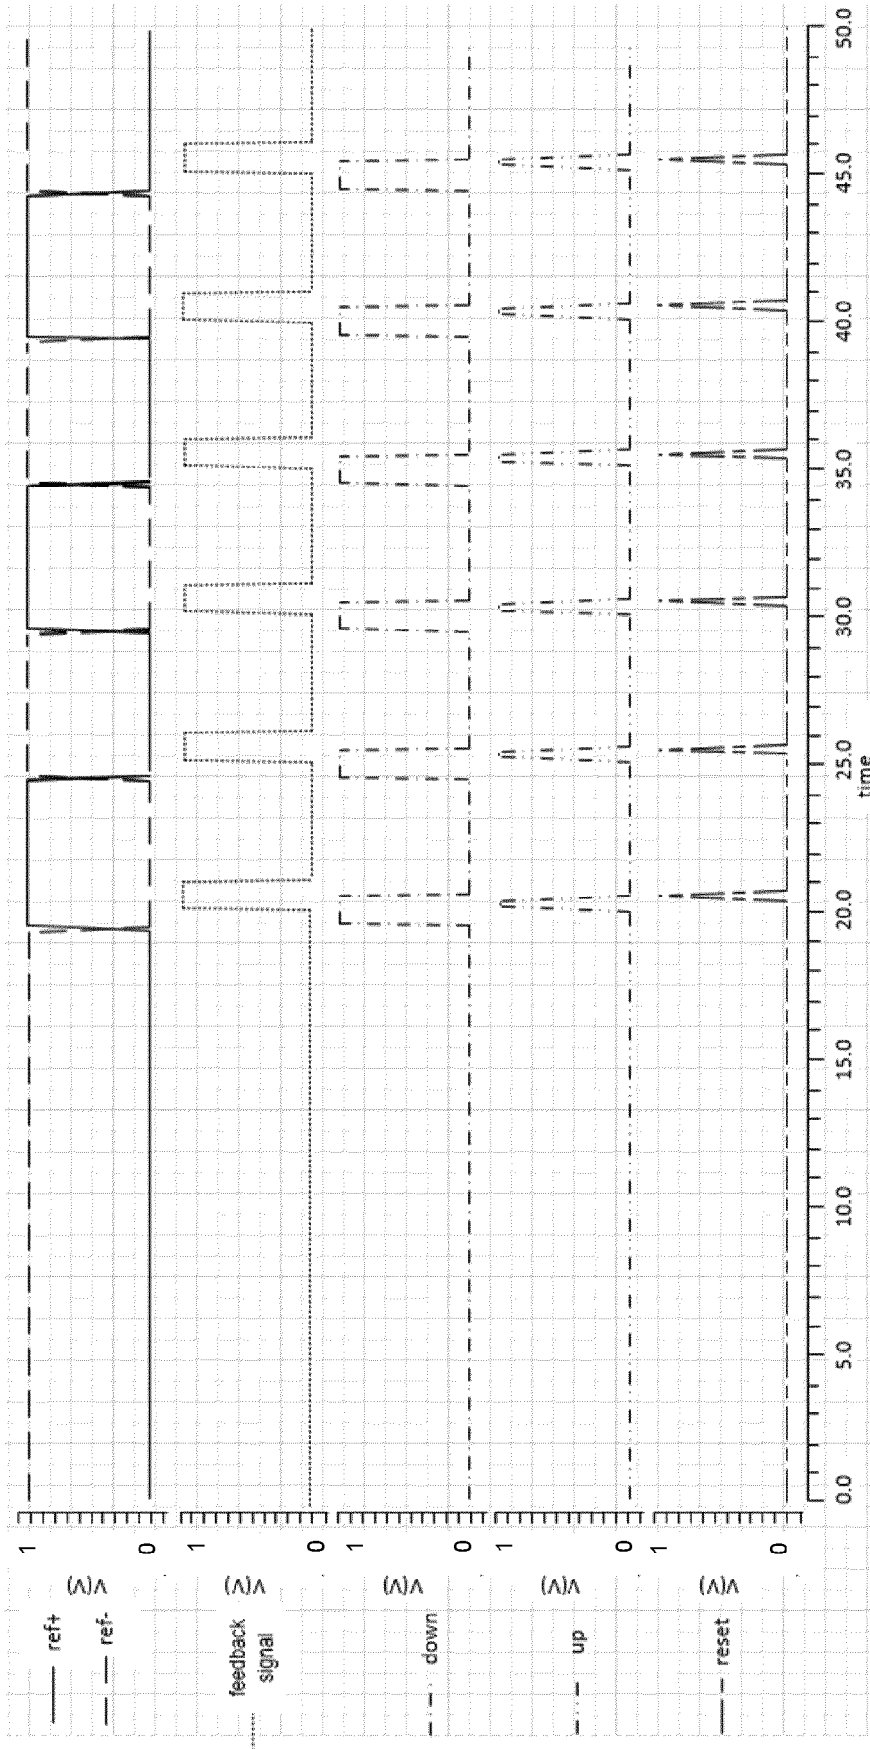 ref+
ref-
V(V)
1
0
feedback
signal
V(V)
1
0
down
V(V)
1
0
up
V(V)
1
0
reset
V(V)
1
0
0.0 5.0 10.0 15.0 20.0 25.0 30.0 35.0 40.0 45.0 50.0
time